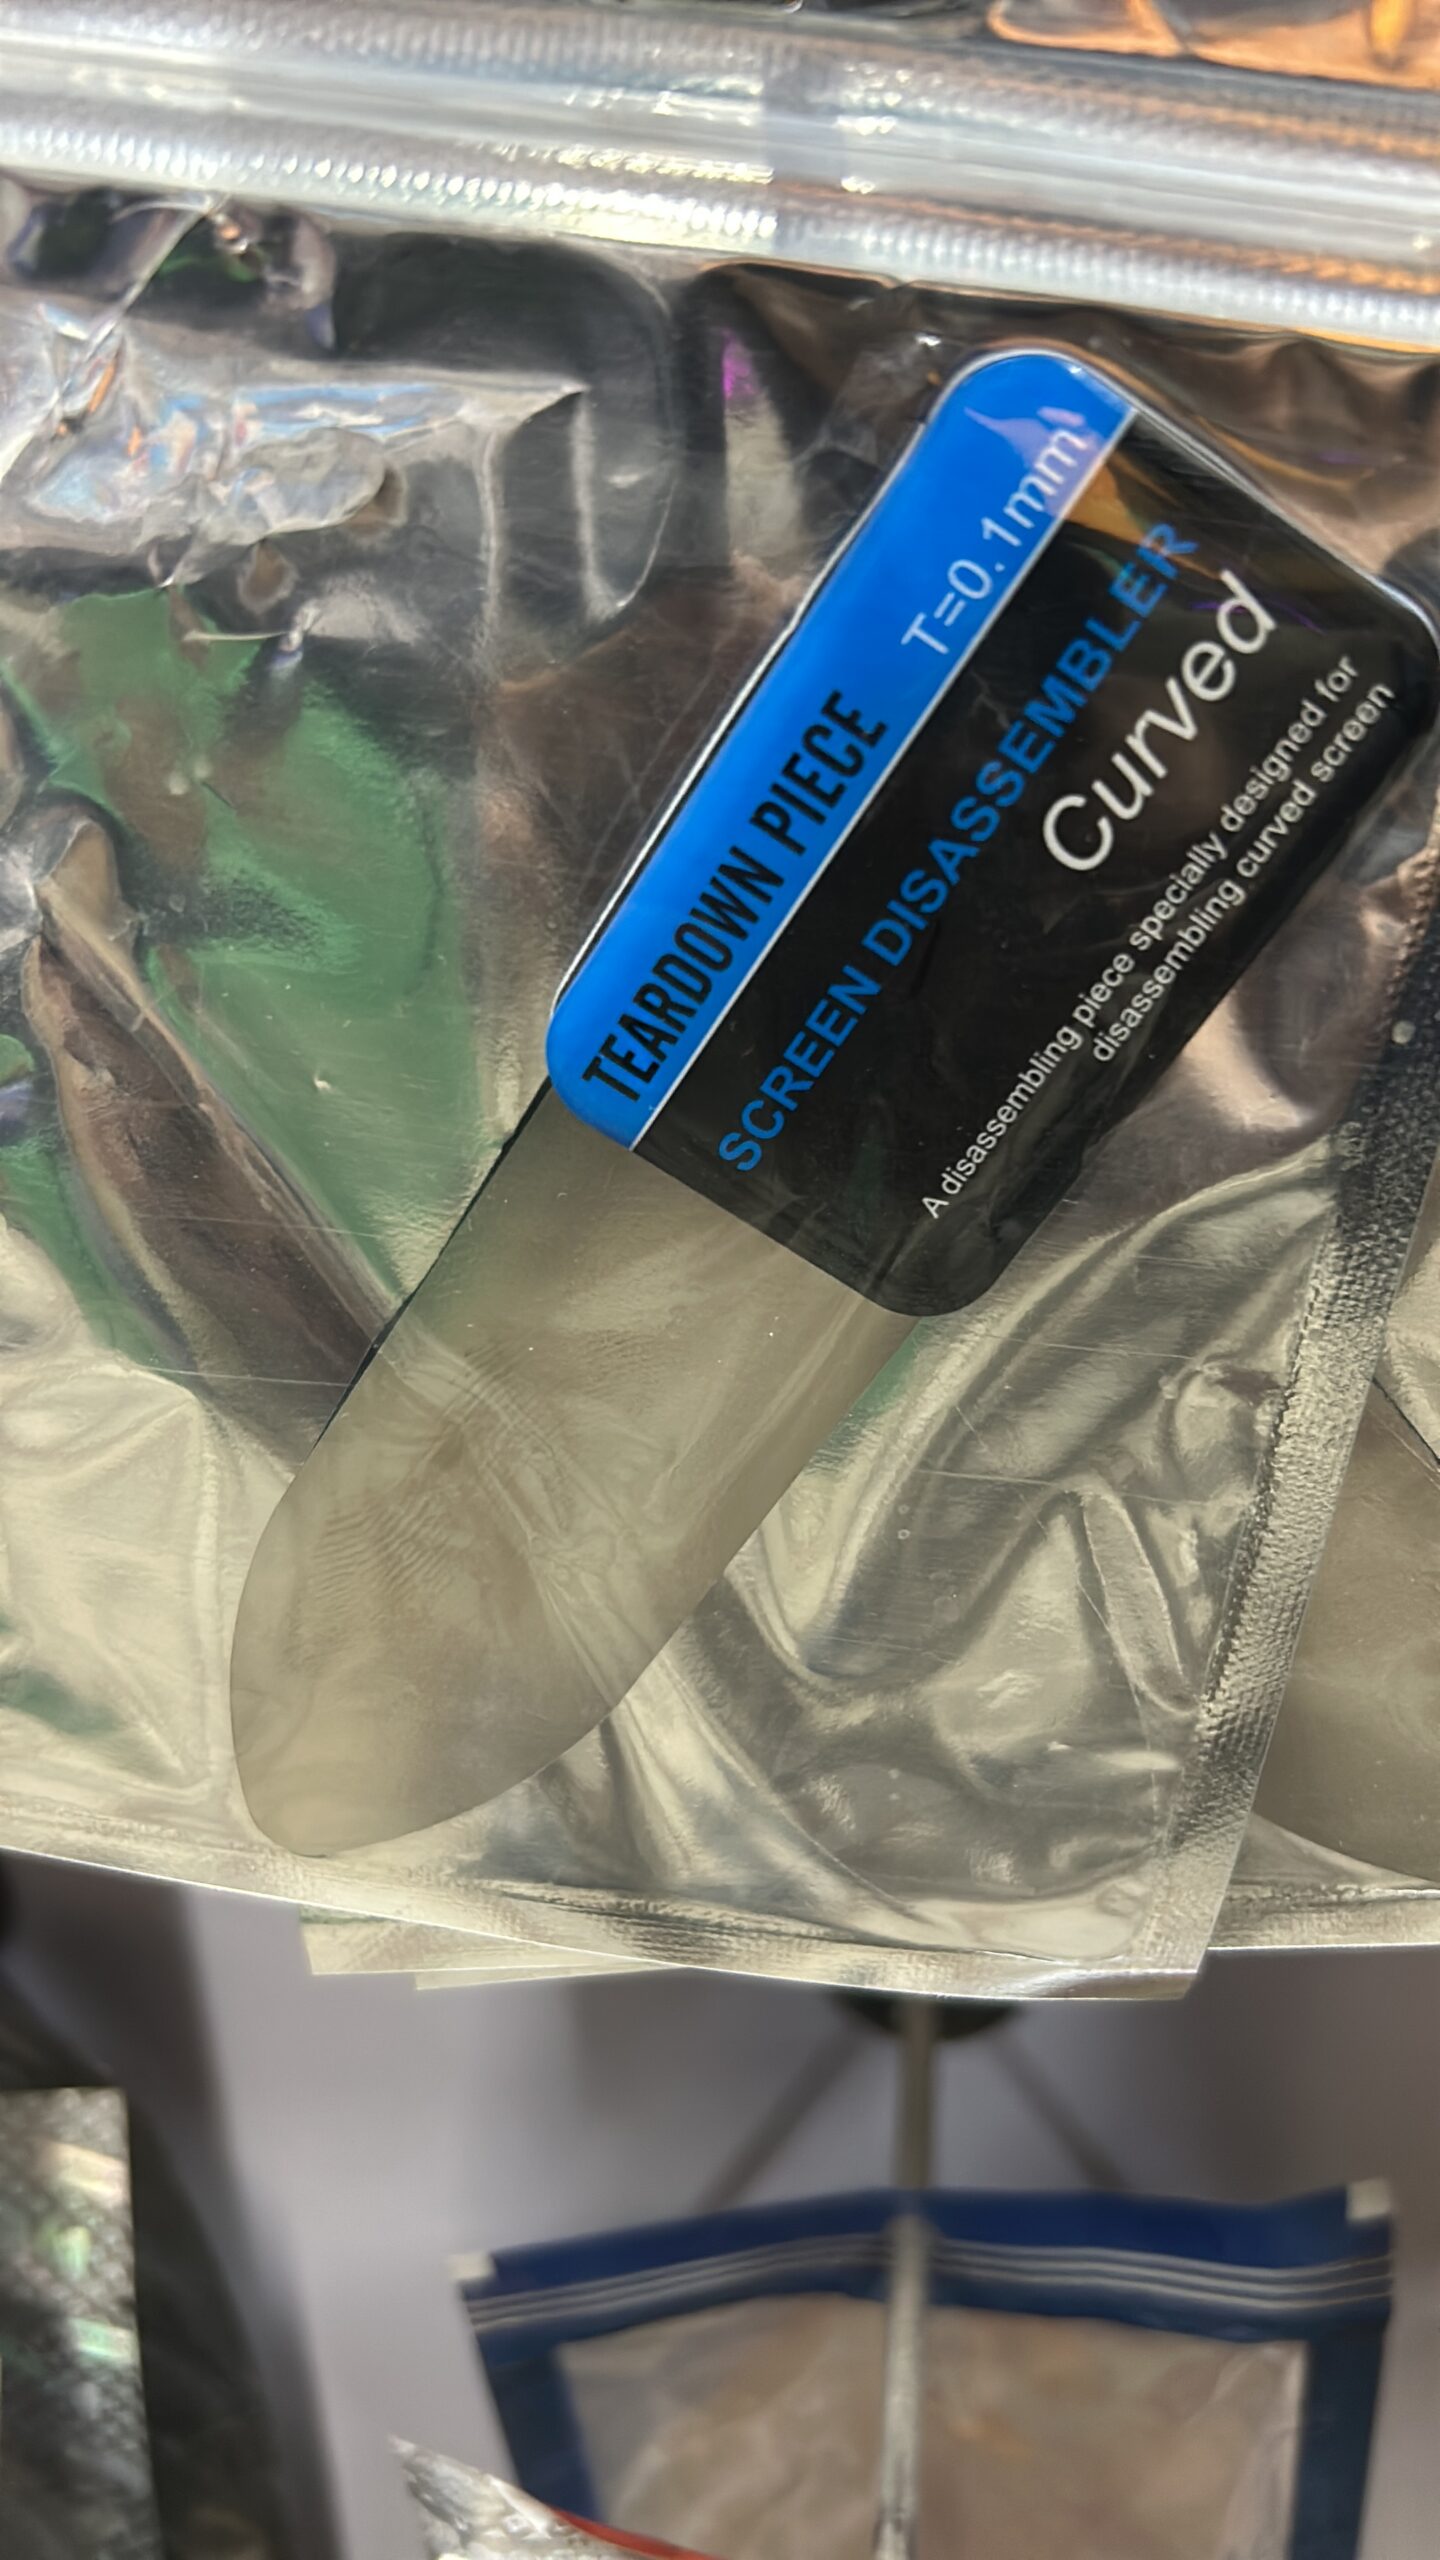 TEARDOWN PIECE T=0.1mm
SCREEN DISASSEMBLER
Curved
A disassembling piece specially designed for
disassembling curved screen